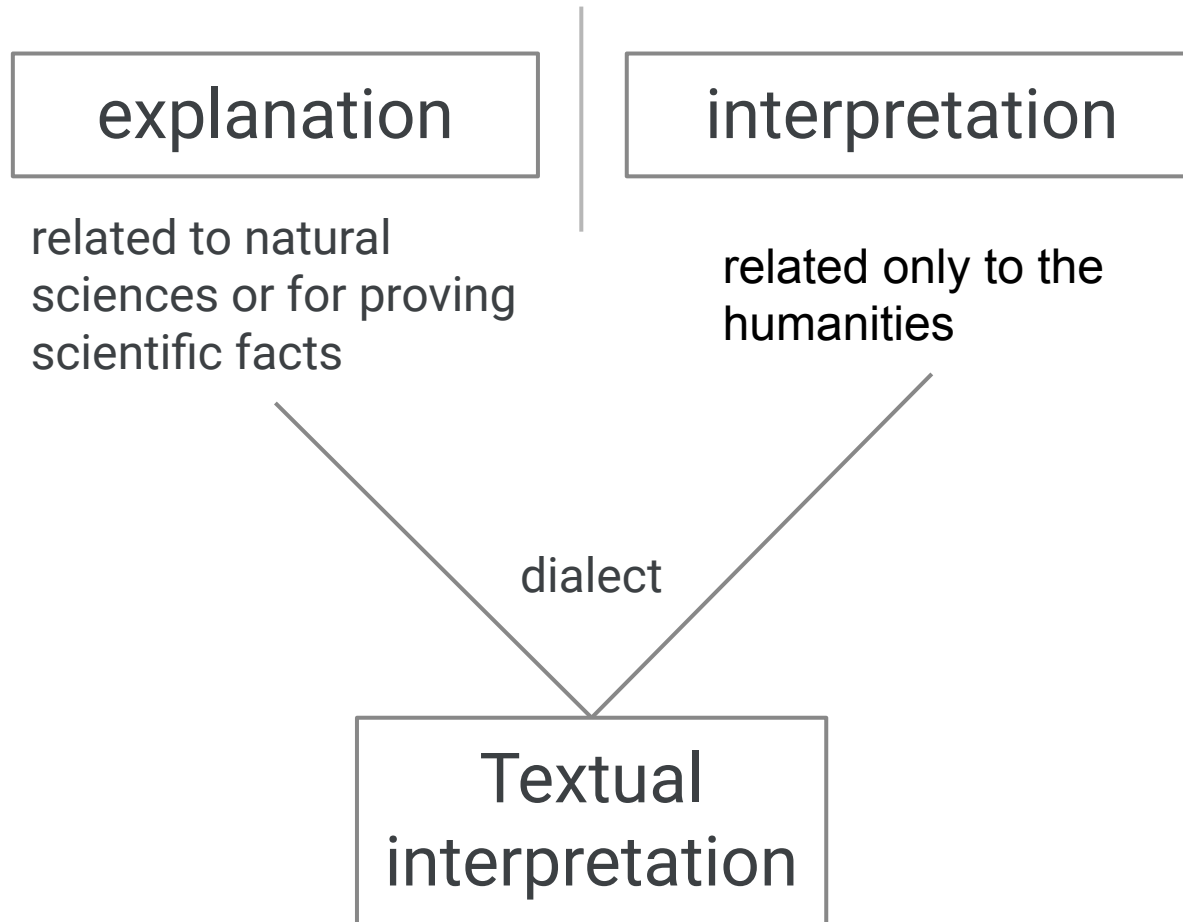 explanation
interpretation
related to natural
sciences or for proving
scientific facts
related only to the
humanities
dialect
Textual
interpretation